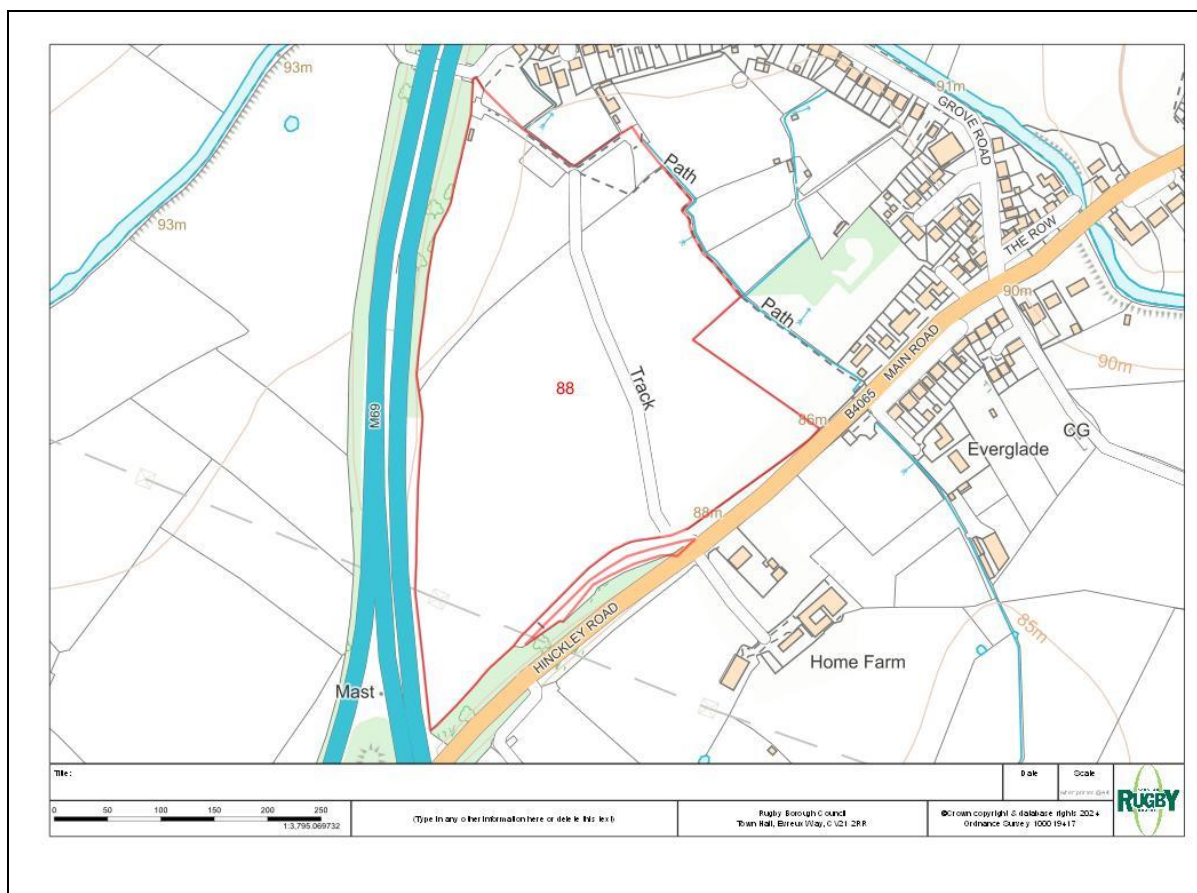 93m
93m
91m
GROVE ROAD
Path
THE ROW
90m
Path
MAIN ROAD
90m
88
Track
M69
B4065
86m
CG
Everglade
88m
HINCKLEY ROAD
85m
Home Farm
Mast
Title:
Date
Scale
0 50 100 150 200 250
1:3,795.069732
(Type in any other information here or delete this text)
Rugby Borough Council
Town Hall, Evreux Way, CV21 2RR
©Crown copyright & database rights 2024
Ordnance Survey 100019417
RUGBY